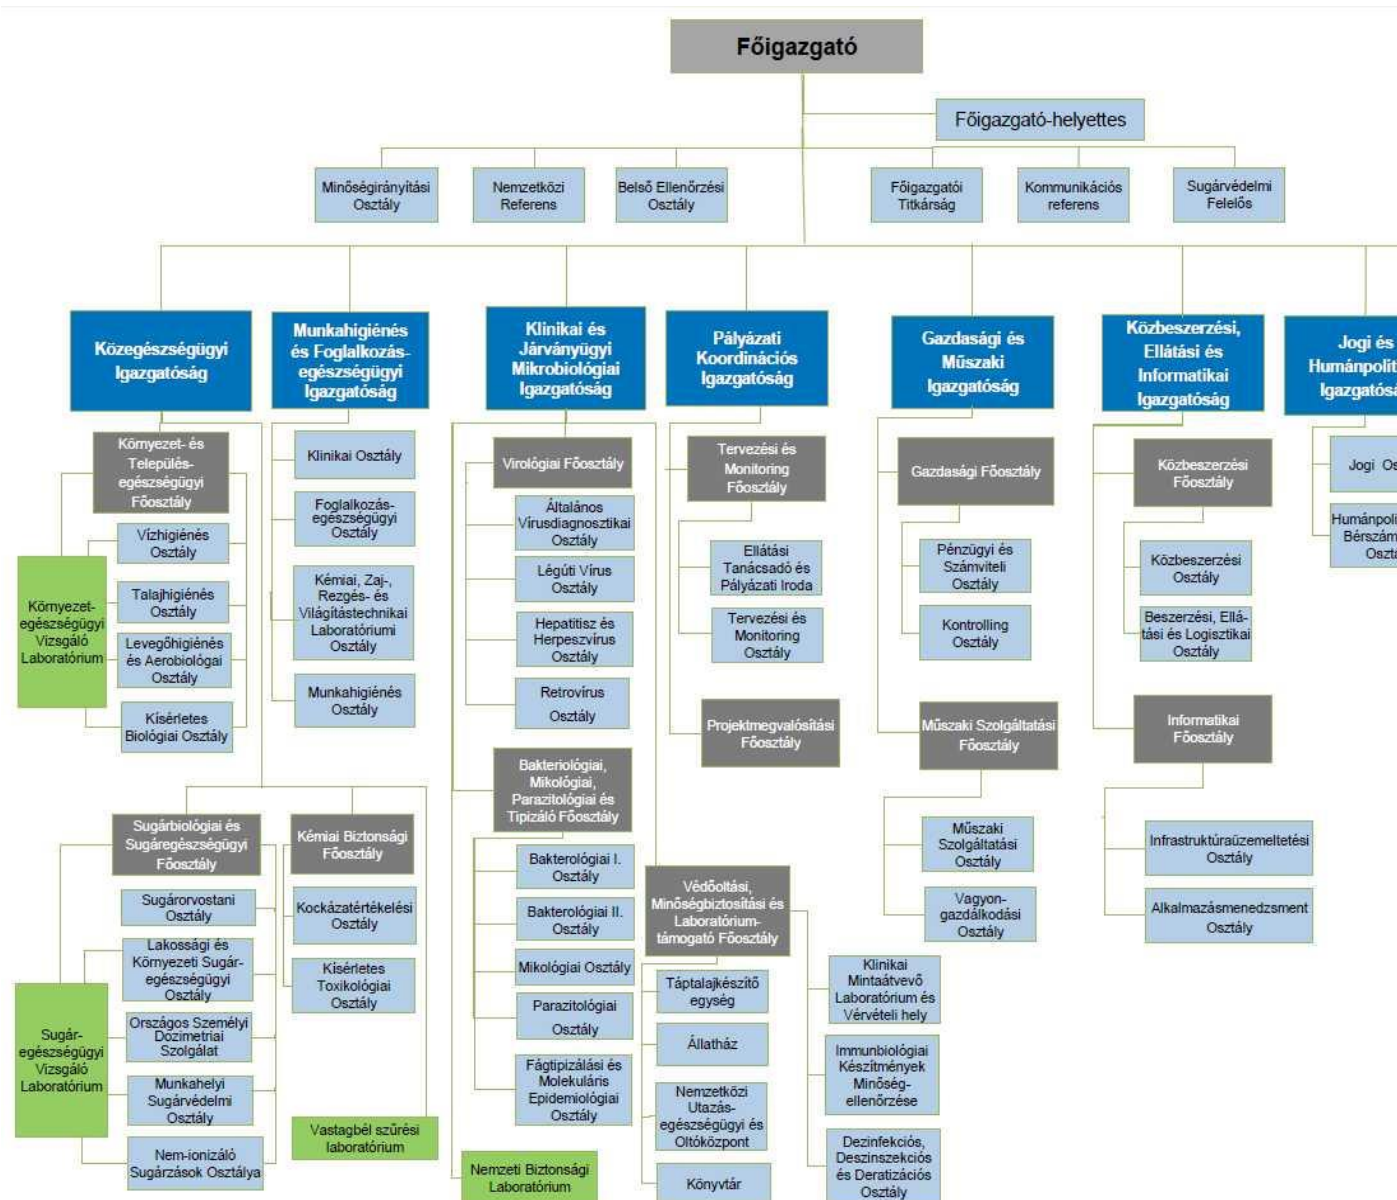 Főigazgató
Főigazgató-helyettes
Minőségirányítási
Osztály
Nemzetközi
Referens
Belső Ellenőrzési
Osztály
Főigazgatói
Titkárság
Kommunikációs
referens
Sugárvédelmi
Felelős
Közegészségügyi
Igazgatóság
Munkahigiénés
és Foglalkozás-
egészségügyi
Igazgatóság
Klinikai és
Járványügyi
Mikrobiológiai
Igazgatóság
Pályázati
Koordinációs
Igazgatóság
Gazdasági és
Műszaki
Igazgatóság
Közbeszerzési,
Ellátási és
Informatikai
Igazgatóság
Jogi és
Humánpolit
Igazgatósá
Környezet- és
Település-
egészségügyi
Főosztály
Vízhigiénés
Osztály
Talajhigiénés
Osztály
Levegőhigiénés
és Aerobiológai
Osztály
Kísérletes
Biológiai Osztály
Környezet-
egészségügyi
Vizsgáló
Laboratórium
Klinikai Osztály
Foglalkozás-
egészségügyi
Osztály
Kémiai, Zaj-,
Rezgés- és
Világítástechnikai
Laboratóriumi
Osztály
Munkahigiénés
Osztály
Virológiai Főosztály
Általános
Vírusdiagnosztikai
Osztály
Légúti Vírus
Osztály
Hepatitisz és
Herpeszvírus
Osztály
Retrovírus
Osztály
Tervezési és
Monitoring
Főosztály
Ellátási
Tanácsadó és
Pályázati Iroda
Tervezési és
Monitoring
Osztály
Projektmegvalósítási
Főosztály
Gazdasági Főosztály
Pénzügyi és
Számviteli
Osztály
Kontrolling
Osztály
Műszaki Szolgáltatási
Főosztály
Műszaki
Szolgáltatási
Osztály
Vagyon-
gazdálkodási
Osztály
Közbeszerzési
Főosztály
Közbeszerzési
Osztály
Beszerzési, Ellá-
tási és Logisztikai
Osztály
Informatikai
Főosztály
Infrastruktúraüzemeltetési
Osztály
Alkalmazásmenedzsment
Osztály
Jogi Os
Humánpoli
Bérszám
Oszt
Sugárbiológiai és
Sugáregészségügyi
Főosztály
Sugárorvostani
Osztály
Lakossági és
Környezeti Sugár-
egészségügyi
Osztály
Országos Személyi
Dozimetriai
Szolgálat
Munkahelyi
Sugárvédelmi
Osztály
Nem-ionizáló
Sugárzások Osztálya
Sugár-
egészségügyi
Vizsgáló
Laboratórium
Kémiai Biztonsági
Főosztály
Kockázatértékelési
Osztály
Kísérletes
Toxikológiai
Osztály
Vastagbél szűrési
laboratórium
Bakteriológiai,
Mikológiai,
Parazitológiai és
Tipizáló Főosztály
Bakterológiai I.
Osztály
Bakterológiai II.
Osztály
Mikológiai Osztály
Parazitológiai
Osztály
Fágtipizálási és
Molekuláris
Epidemiológiai
Osztály
Nemzeti Biztonsági
Laboratórium
Védőoltási,
Minőségbiztosítási és
Laboratórium-
támogató Főosztály
Táptalajkészítő
egység
Állatház
Nemzetközi
Utazás-
egészségügyi és
Oltóközpont
Könyvtár
Klinikai
Mintaátvevő
Laboratórium és
Vérvételi hely
Immunbiológiai
Készítmények
Minőség-
ellenőrzése
Dezinfekciós,
Deszinszekciós
és Deratizációs
Osztály